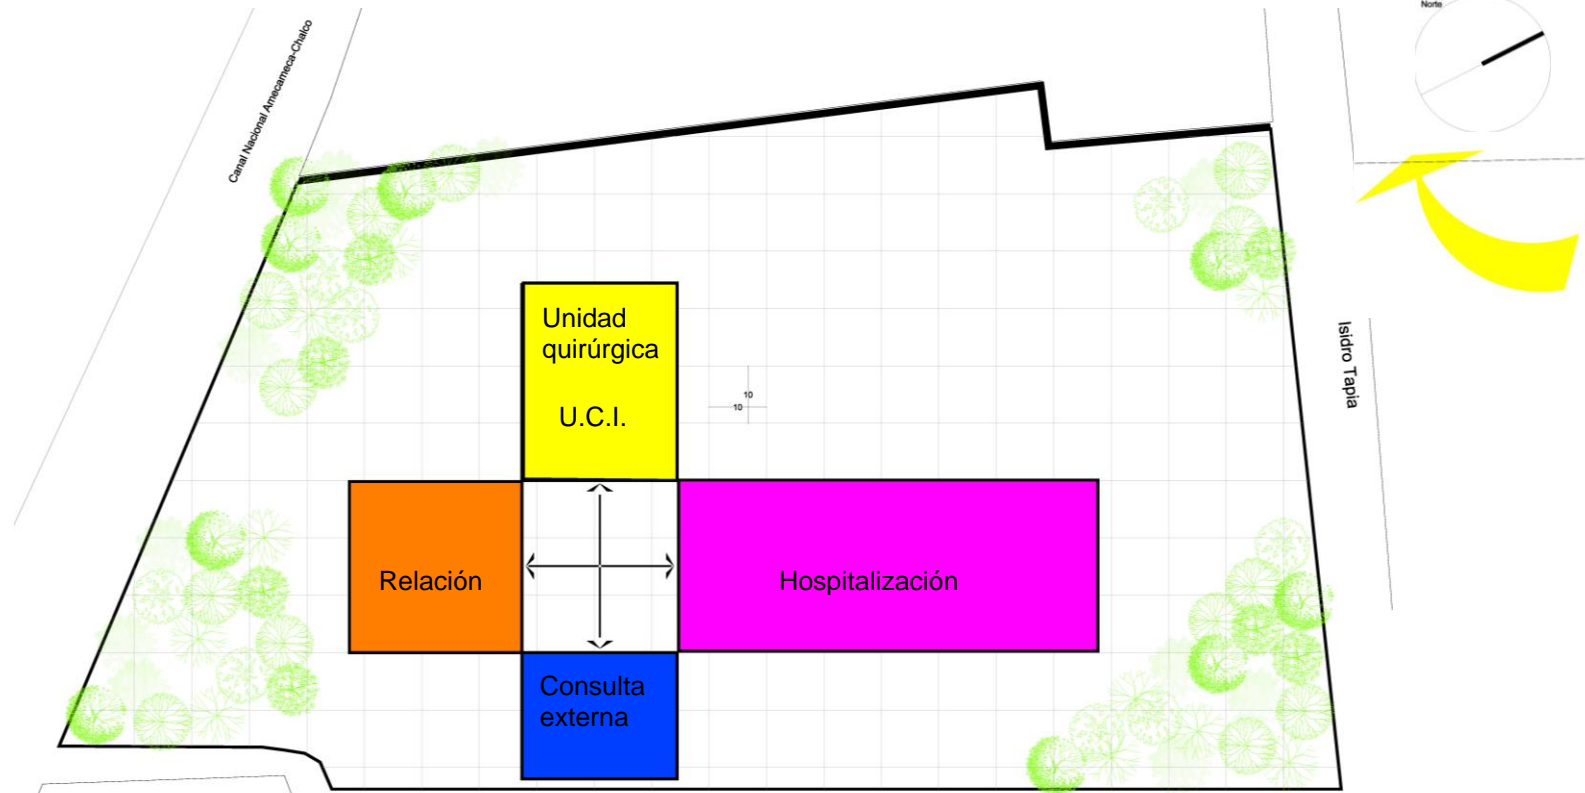 Norte
Canal Nacional Amecameca-Chalco
Unidad
quirúrgica
U.C.I.
Isidro Tapia
10
10
Relación
Hospitalización
Consulta
externa